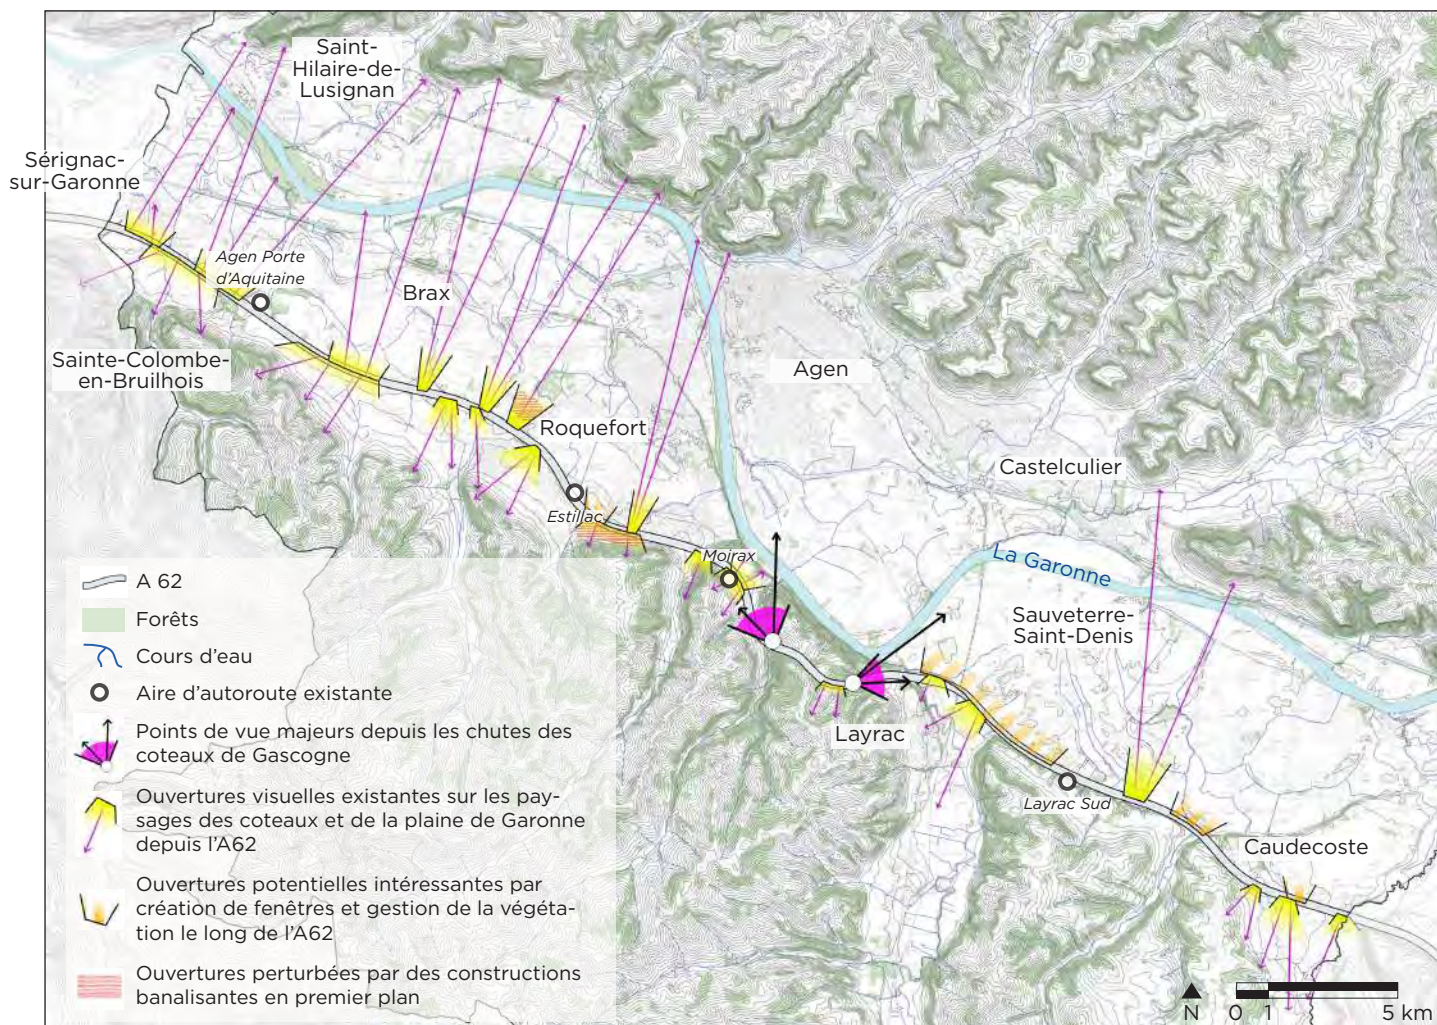 Saint-
Hilaire-de-
Lusignan
Sérignac-
sur-Garonne
Agen Porte
d'Aquitaine
Brax
Sainte-Colombe-
en-Bruilhois
Agen
Roquefort
Castelculier
Estillac
Moirax
La Garonne
Sauveterre-
Saint-Denis
Layrac
Layrac Sud
Caudecoste
A 62
Forêts
Cours d'eau
Aire d'autoroute existante
Points de vue majeurs depuis les chutes des
coteaux de Gascogne
Ouvertures visuelles existantes sur les pay-
sages des coteaux et de la plaine de Garonne
depuis l'A62
Ouvertures potentielles intéressantes par
création de fenêtres et gestion de la végéta-
tion le long de l'A62
Ouvertures perturbées par des constructions
banalisantes en premier plan
N 0 1 5 km